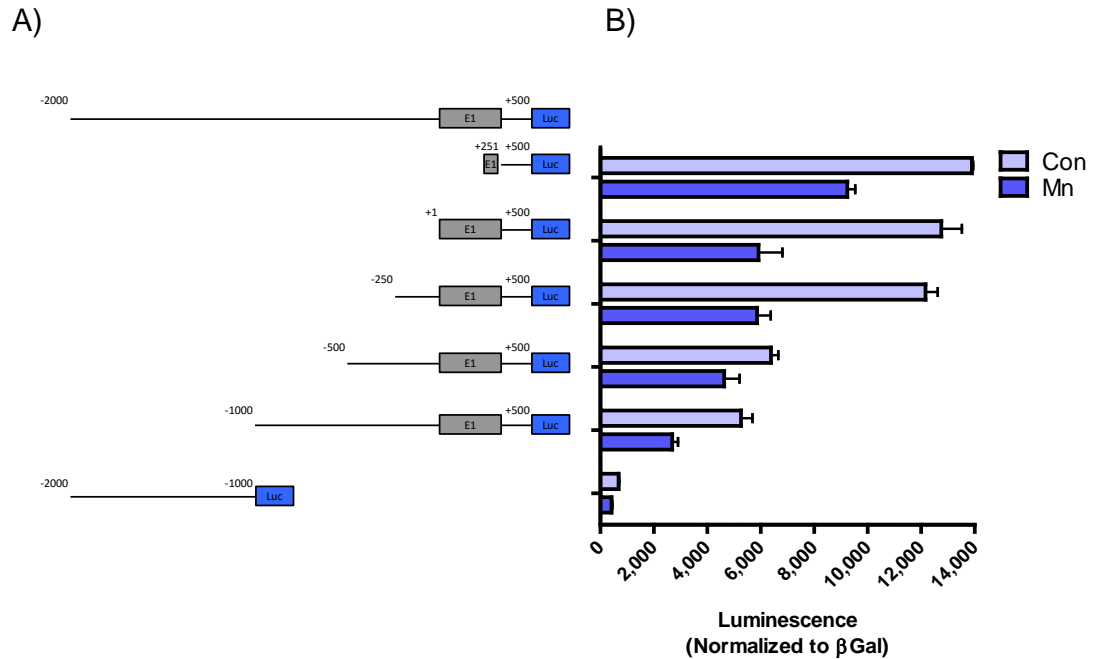 A)
B)
-2000
+500
E1
Luc
+251
+500
E1
Luc
+1
+500
E1
Luc
-250
+500
E1
Luc
-500
+500
E1
Luc
-1000
+500
E1
Luc
-2000
-1000
Luc
Con
Mn
0
2,000
4,000
6,000
8,000
10,000
12,000
14,000
Luminescence
(Normalized to βGal)